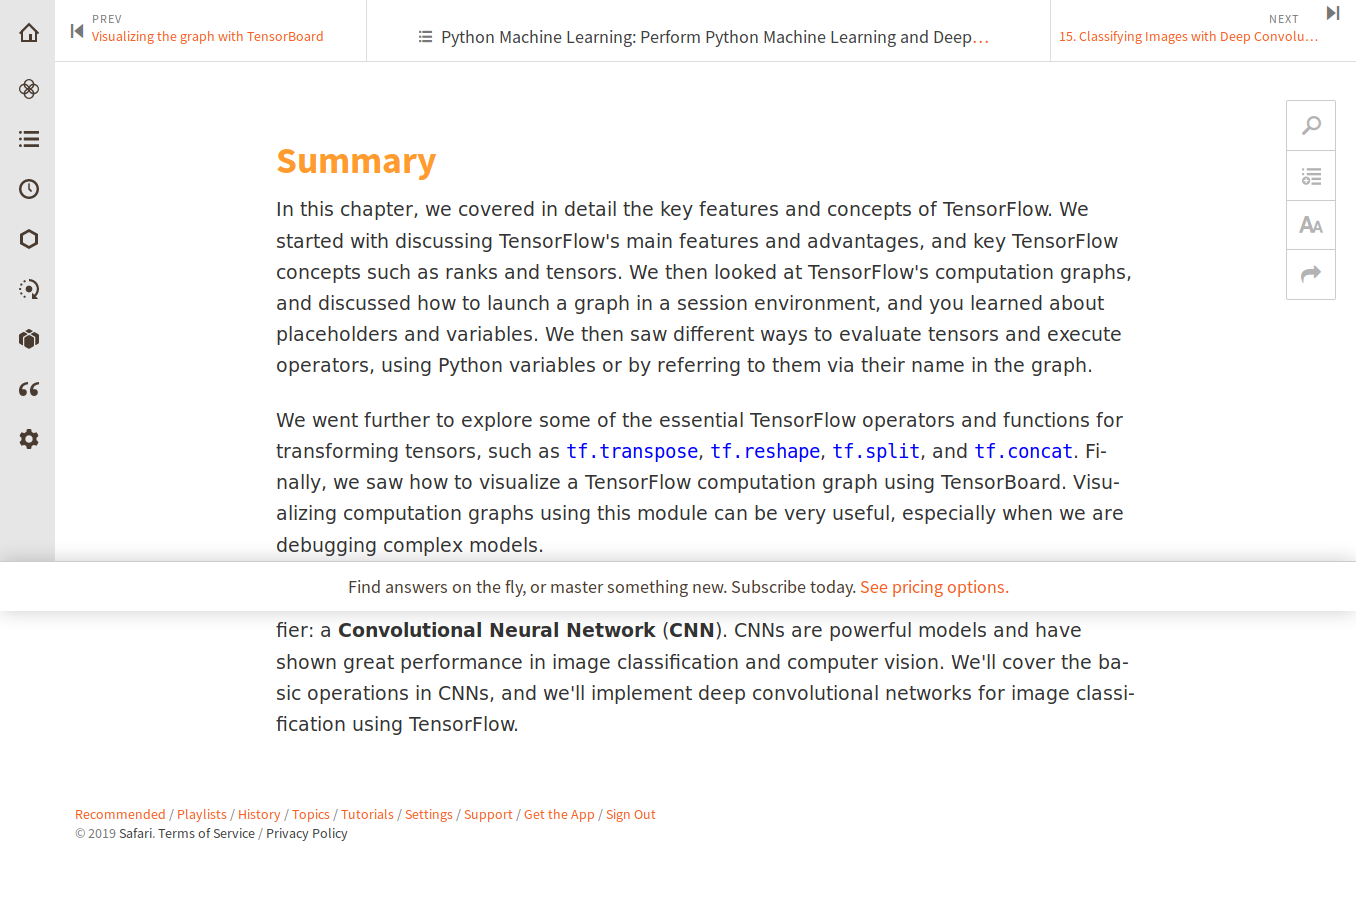 PREV
Visualizing the graph with TensorBoard
Python Machine Learning: Perform Python Machine Learning and Deep…
NEXT
15. Classifying Images with Deep Convolu…
Summary
In this chapter, we covered in detail the key features and concepts of TensorFlow. We
started with discussing TensorFlow's main features and advantages, and key TensorFlow
concepts such as ranks and tensors. We then looked at TensorFlow's computation graphs,
and discussed how to launch a graph in a session environment, and you learned about
placeholders and variables. We then saw different ways to evaluate tensors and execute
operators, using Python variables or by referring to them via their name in the graph.
We went further to explore some of the essential TensorFlow operators and functions for
transforming tensors, such as tf.transpose, tf.reshape, tf.split, and tf.concat. Fi-
nally, we saw how to visualize a TensorFlow computation graph using TensorBoard. Visu-
alizing computation graphs using this module can be very useful, especially when we are
debugging complex models.
Find answers on the fly, or master something new. Subscribe today. See pricing options.
fier: a Convolutional Neural Network (CNN). CNNs are powerful models and have
shown great performance in image classification and computer vision. We'll cover the ba-
sic operations in CNNs, and we'll implement deep convolutional networks for image classi-
fication using TensorFlow.
Recommended / Playlists / History / Topics / Tutorials / Settings / Support / Get the App / Sign Out
© 2019 Safari. Terms of Service / Privacy Policy